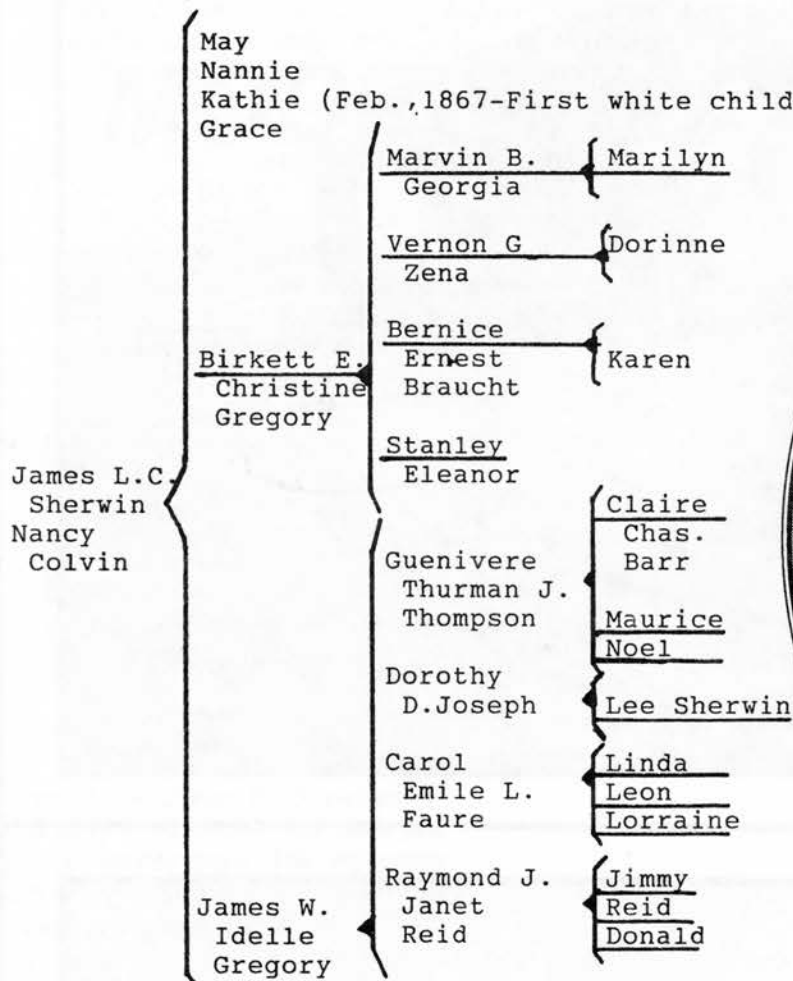 May
Nannie
Kathie (Feb.,1867-First white child
Grace
Marvin B.
Georgia
Marilyn
Vernon G
Zena
Dorinne
Birkett E.
Christine
Gregory
Bernice
Ernest
Braucht
Karen
Stanley
Eleanor
James L.C.
Sherwin
Nancy
Colvin
Guenivere
Thurman J.
Thompson
Claire
Chas.
Barr
Maurice
Noel
Dorothy
D.Joseph
Lee Sherwin
Carol
Emile L.
Faure
Linda
Leon
Lorraine
James W.
Idelle
Gregory
Raymond J.
Janet
Reid
Jimmy
Reid
Donald